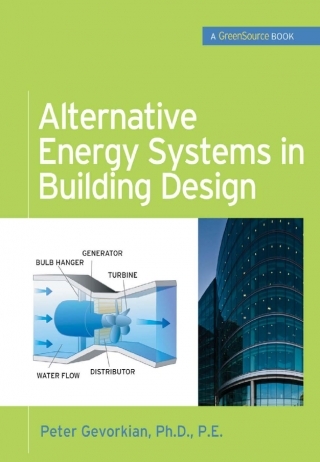 A GreenSource BOOK
Alternative
Energy Systems in
Building Design
GENERATOR
BULB HANGER
TURBINE
WATER FLOW
DISTRIBUTOR
Peter Gevorkian, Ph.D., P.E.